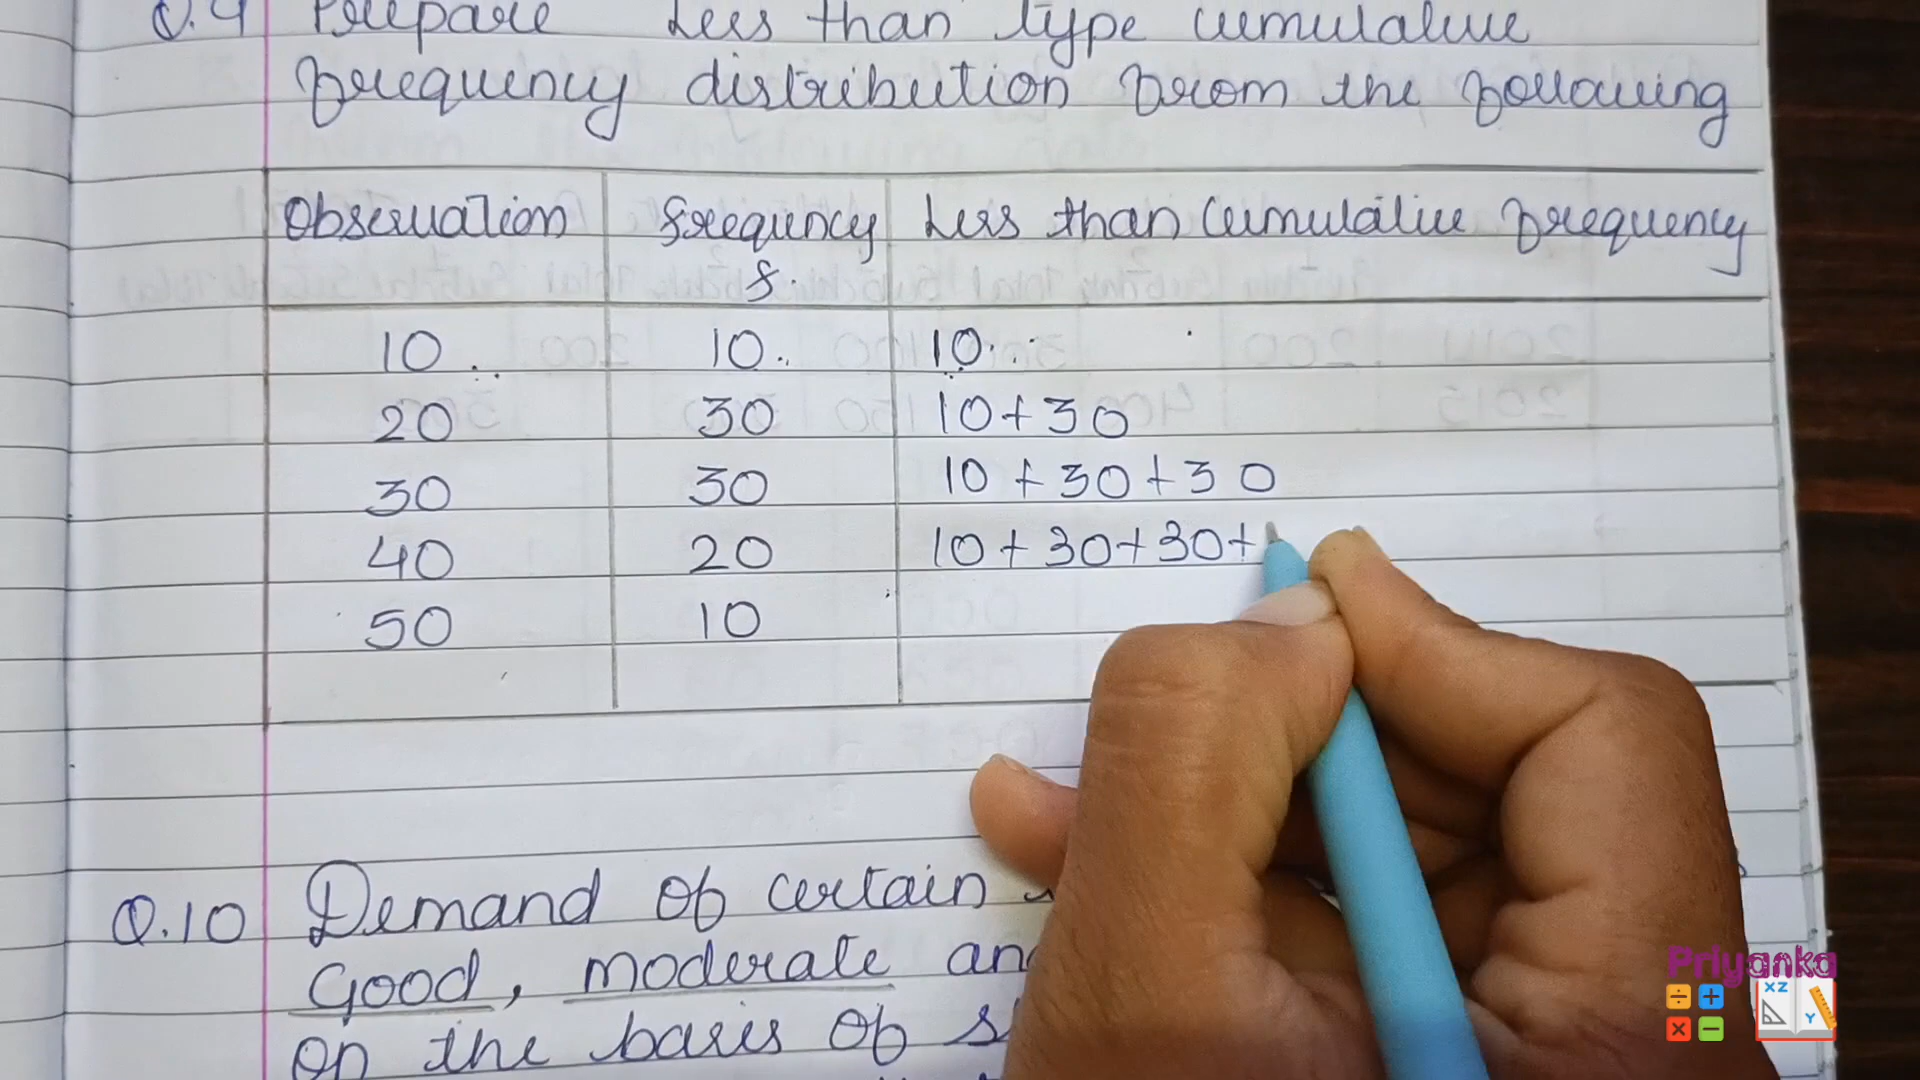 Q.9 Prepare Less than type cumulative
frequency distribution from the following
Observation frequency Less than Cumulative frequency
f.
10 10 10
20 30 10+30
30 30 10+30+30
40 20 10+30+30+
50 10
Q.10 Demand of certain
Good, moderate and
on the basis of
Priyanka